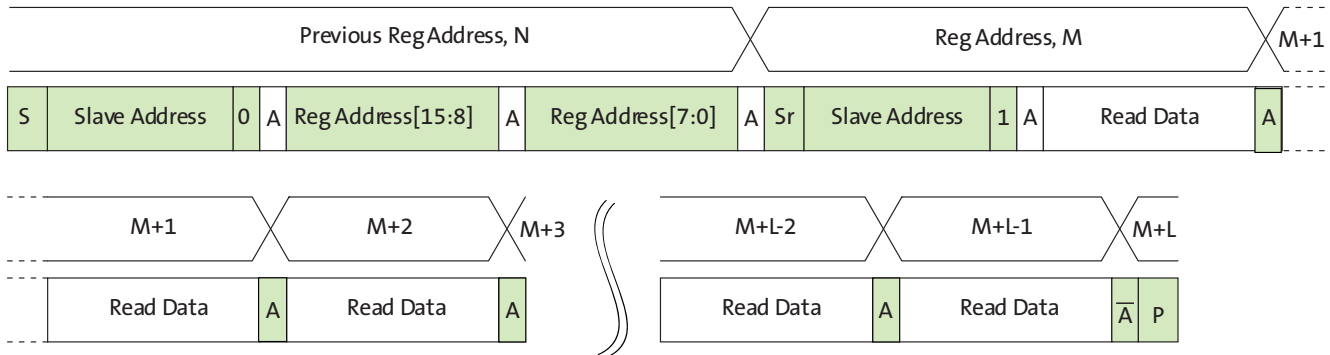 Previous Reg Address, N Reg Address, M M+1
S Slave Address 0 A Reg Address[15:8] A Reg Address[7:0] A Sr Slave Address 1 A Read Data A
M+1 M+2 M+3 M+L-2 M+L-1 M+L
Read Data A Read Data A Read Data A Read Data A̅ P